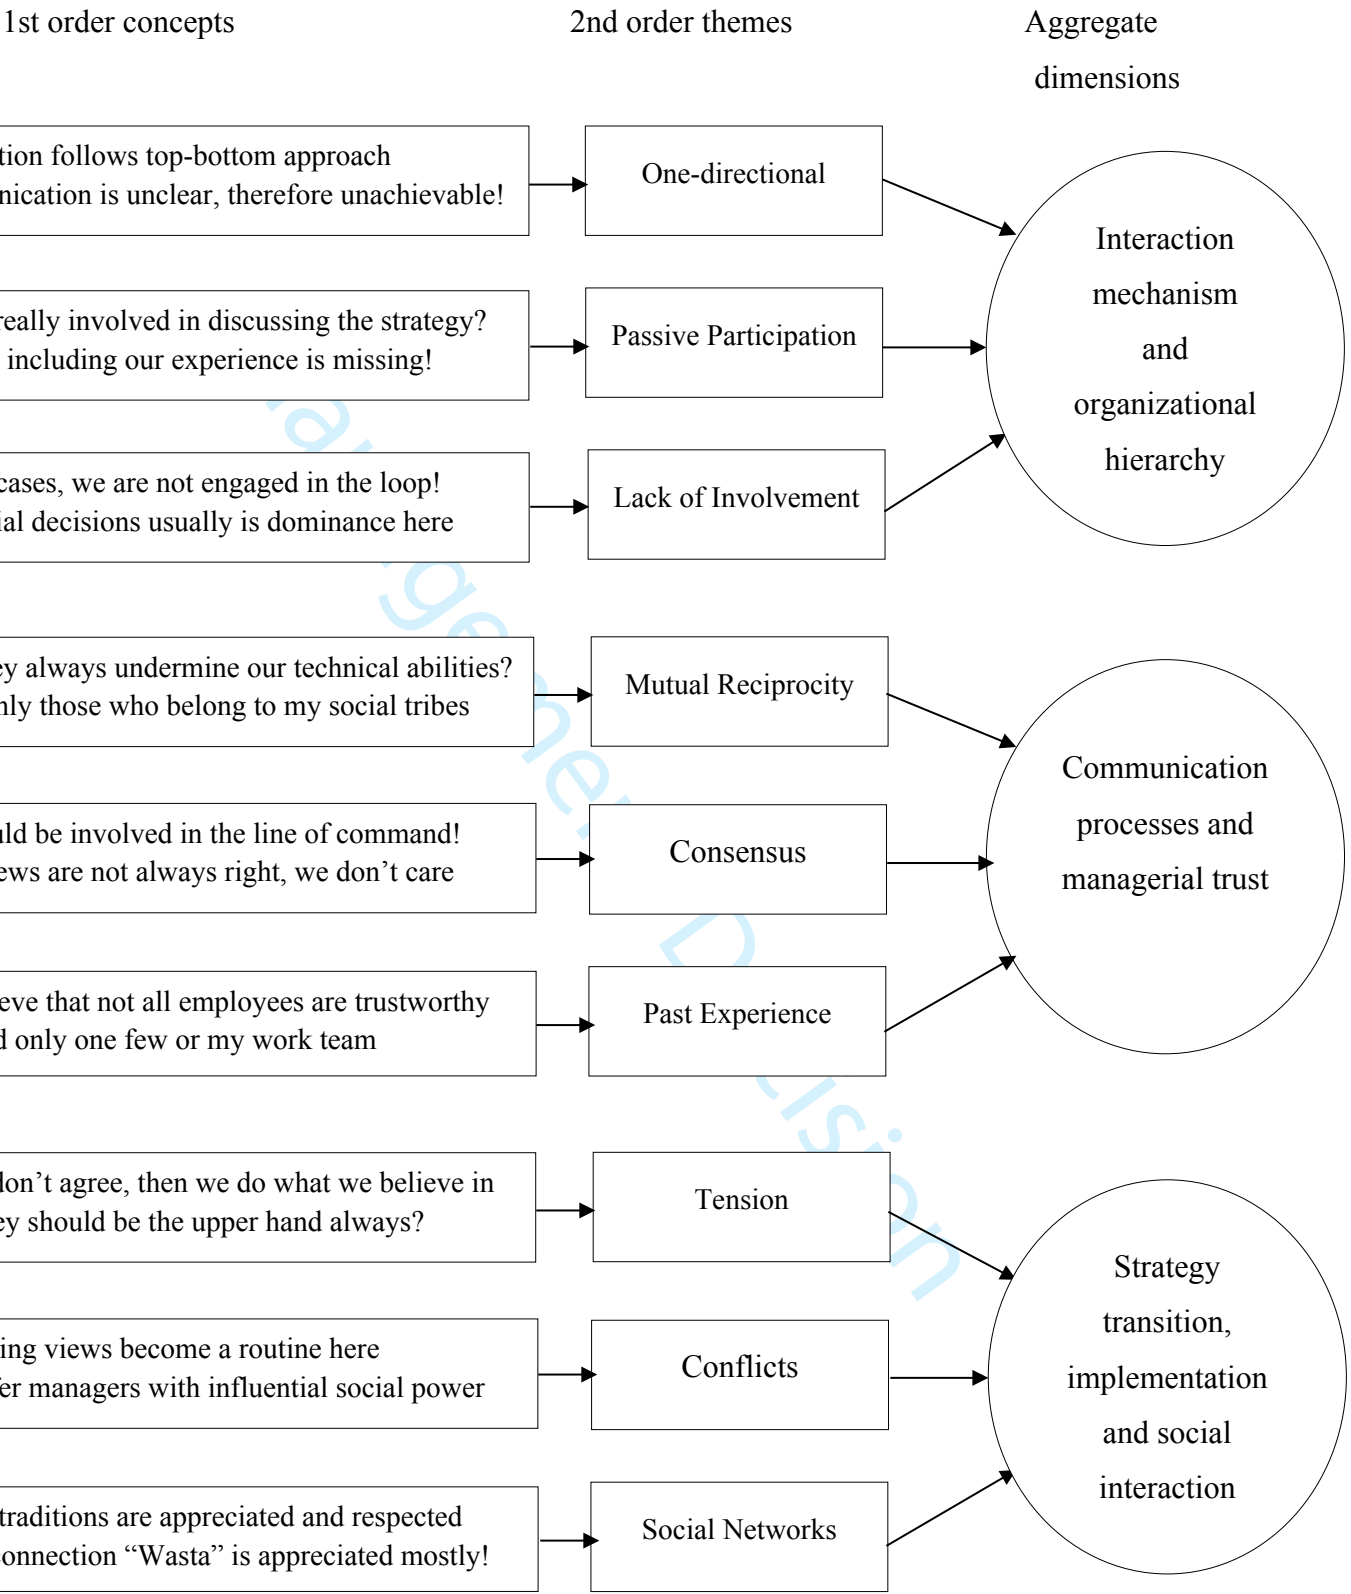 1st order concepts
2nd order themes
Aggregate
dimensions
tion follows top-bottom approach
nication is unclear, therefore unachievable!
One-directional
really involved in discussing the strategy?
including our experience is missing!
Passive Participation
cases, we are not engaged in the loop!
ial decisions usually is dominance here
Lack of Involvement
Interaction
mechanism
and
organizational
hierarchy
ey always undermine our technical abilities?
nly those who belong to my social tribes
Mutual Reciprocity
uld be involved in the line of command!
ews are not always right, we don’t care
Consensus
eve that not all employees are trustworthy
d only one few or my work team
Past Experience
Communication
processes and
managerial trust
don’t agree, then we do what we believe in
ey should be the upper hand always?
Tension
ing views become a routine here
fer managers with influential social power
Conflicts
traditions are appreciated and respected
connection “Wasta” is appreciated mostly!
Social Networks
Strategy
transition,
implementation
and social
interaction